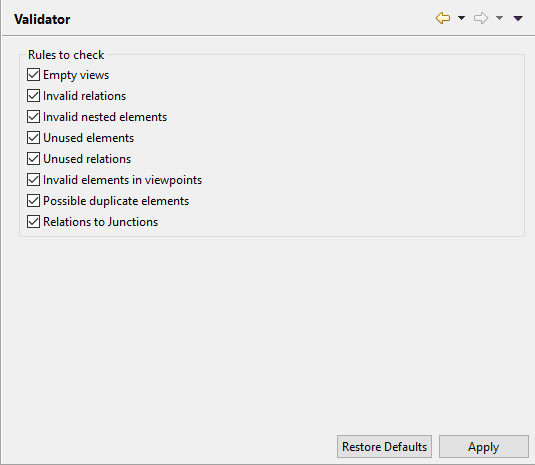 Validator
Rules to check
Empty views
Invalid relations
Invalid nested elements
Unused elements
Unused relations
Invalid elements in viewpoints
Possible duplicate elements
Relations to Junctions
Restore Defaults
Apply